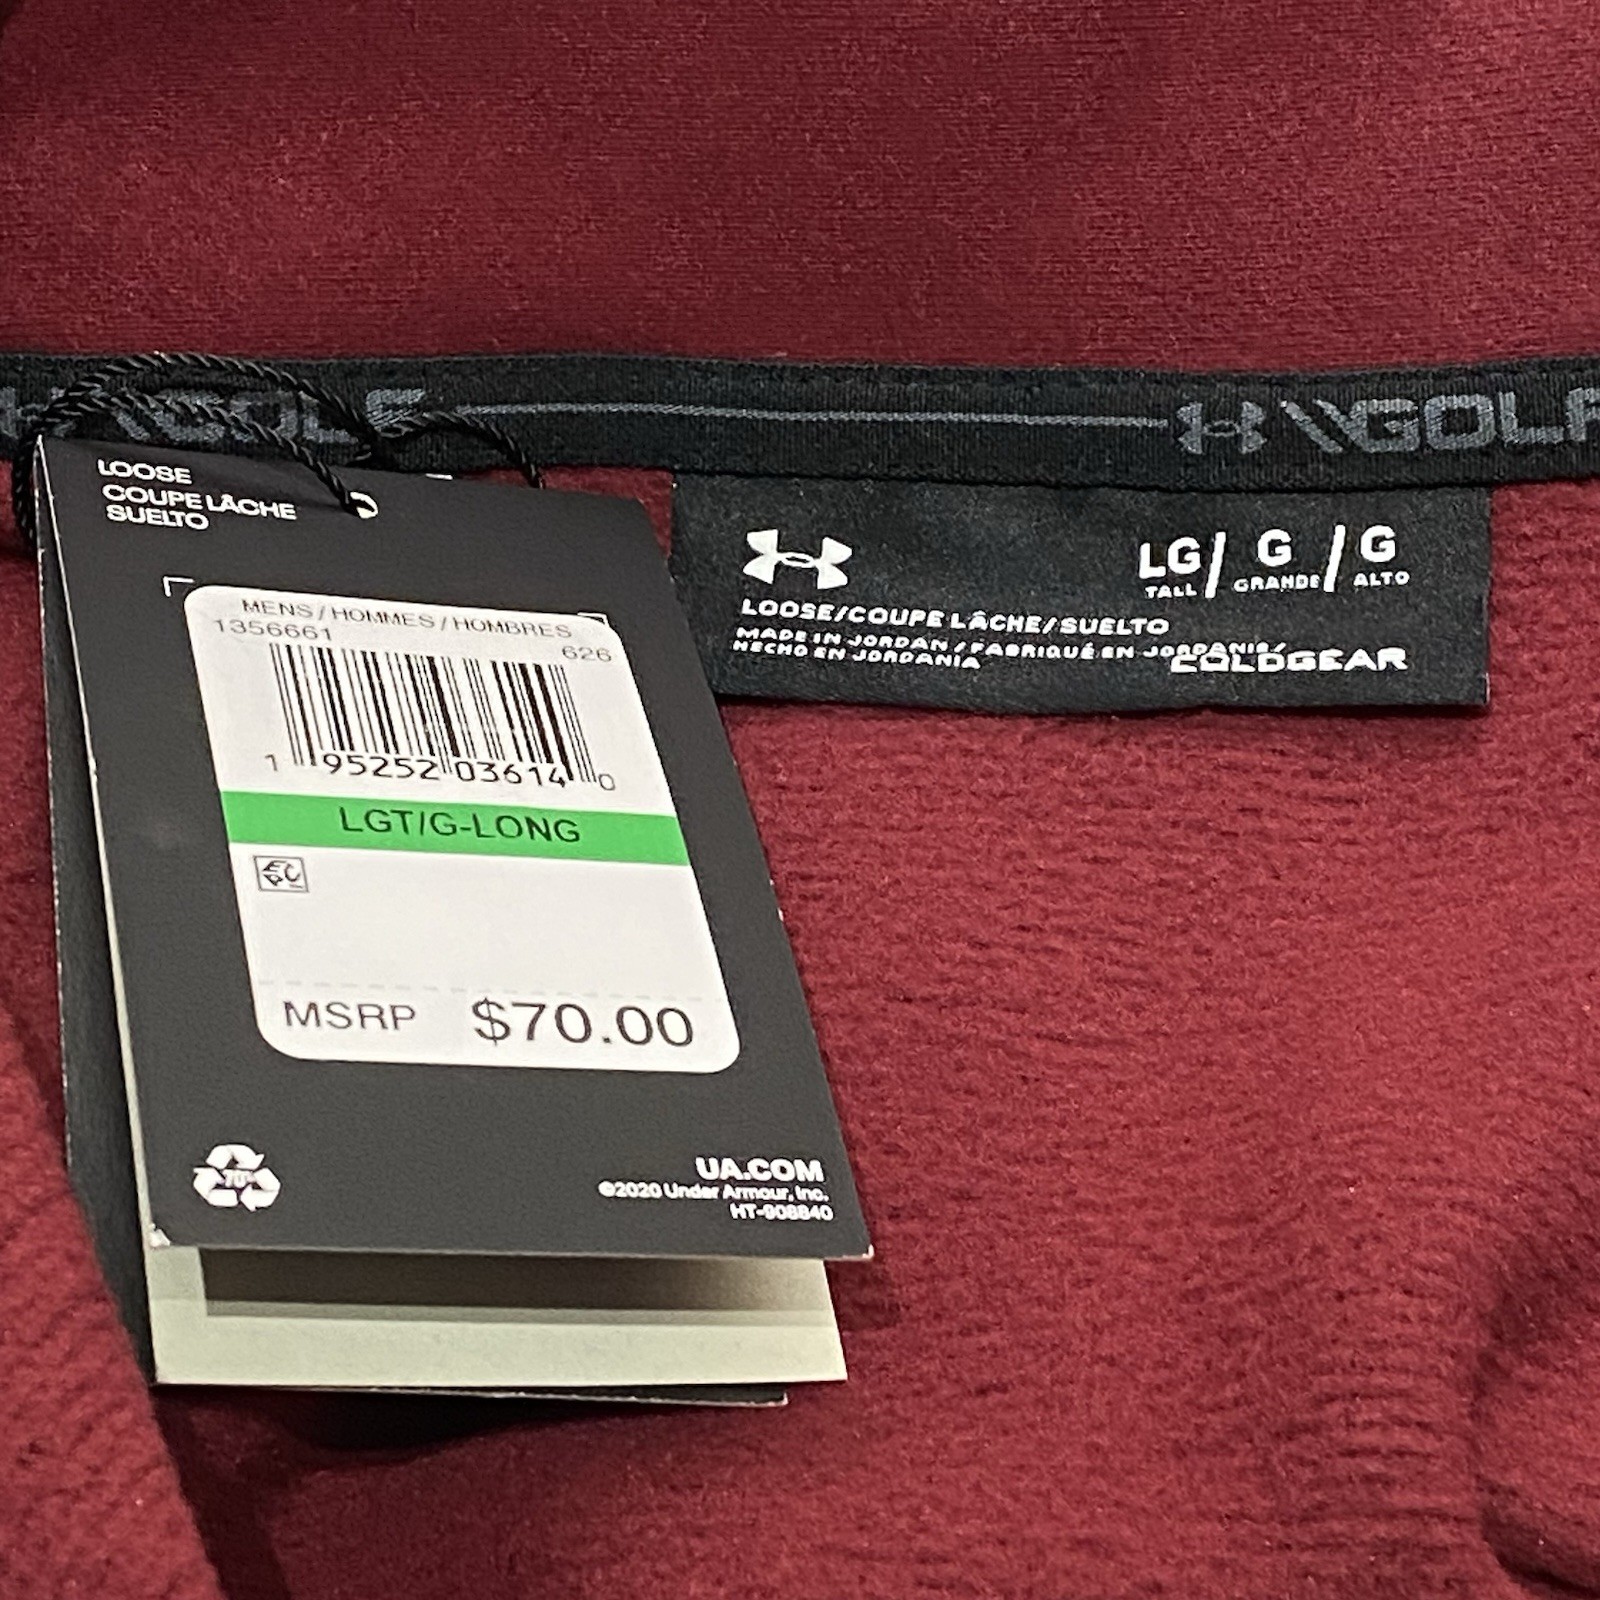 \\GOLF
\\GOLF
LOOSE
COUPE LÂCHE
SUELTO
MENS / HOMMES / HOMBRES
1356661
626
1 95252 03614 0
LGT/G-LONG
MSRP $70.00
UA.COM
©2020 Under Armour, Inc.
HT-908840
LG / G / G
TALL GRANDE ALTO
LOOSE/COUPE LÂCHE/SUELTO
MADE IN JORDAN / FABRIQUÉ EN JORDANIE/
HECHO EN JORDANIA
COLDGEAR